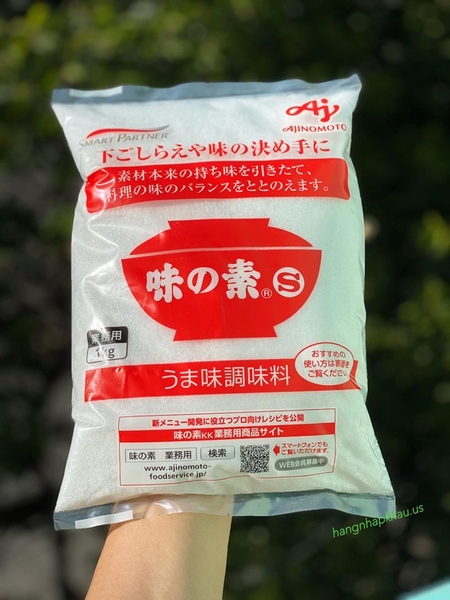 SMART PARTNER
Aj
AJINOMOTO
下ごしらえや味の決め手に
素材本来の持ち味を引きたて、
料理の味のバランスをととのえます。
味の素® S
業務用
1kg
おすすめの
使い方は裏面を
ご覧ください。
うま味調味料
新メニュー開発に役立つプロ向けレシピを公開
味の素KK業務用商品サイト
味の素 業務用 検索
www.ajinomoto-
foodservice.jp/
スマートフォンでも
ご覧いただけます。
WEB会員募集中
hangnhapkhau.us